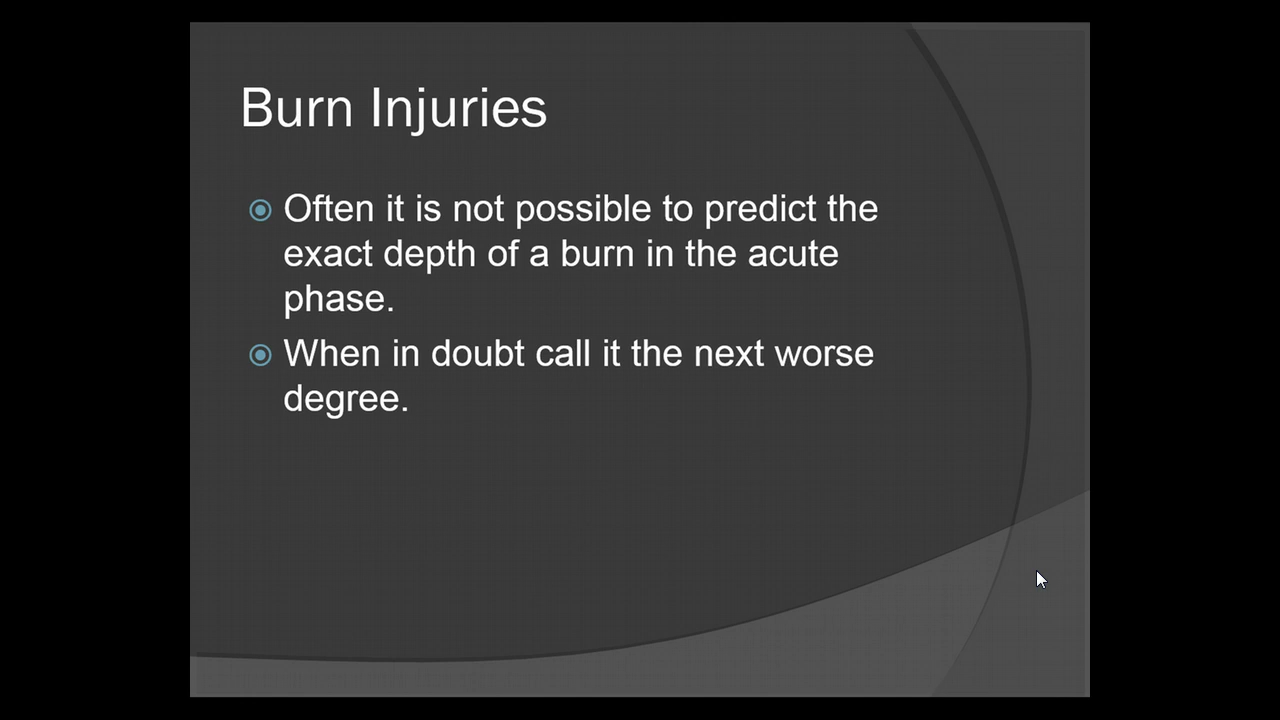 Burn Injuries
Often it is not possible to predict the
exact depth of a burn in the acute
phase.
When in doubt call it the next worse
degree.